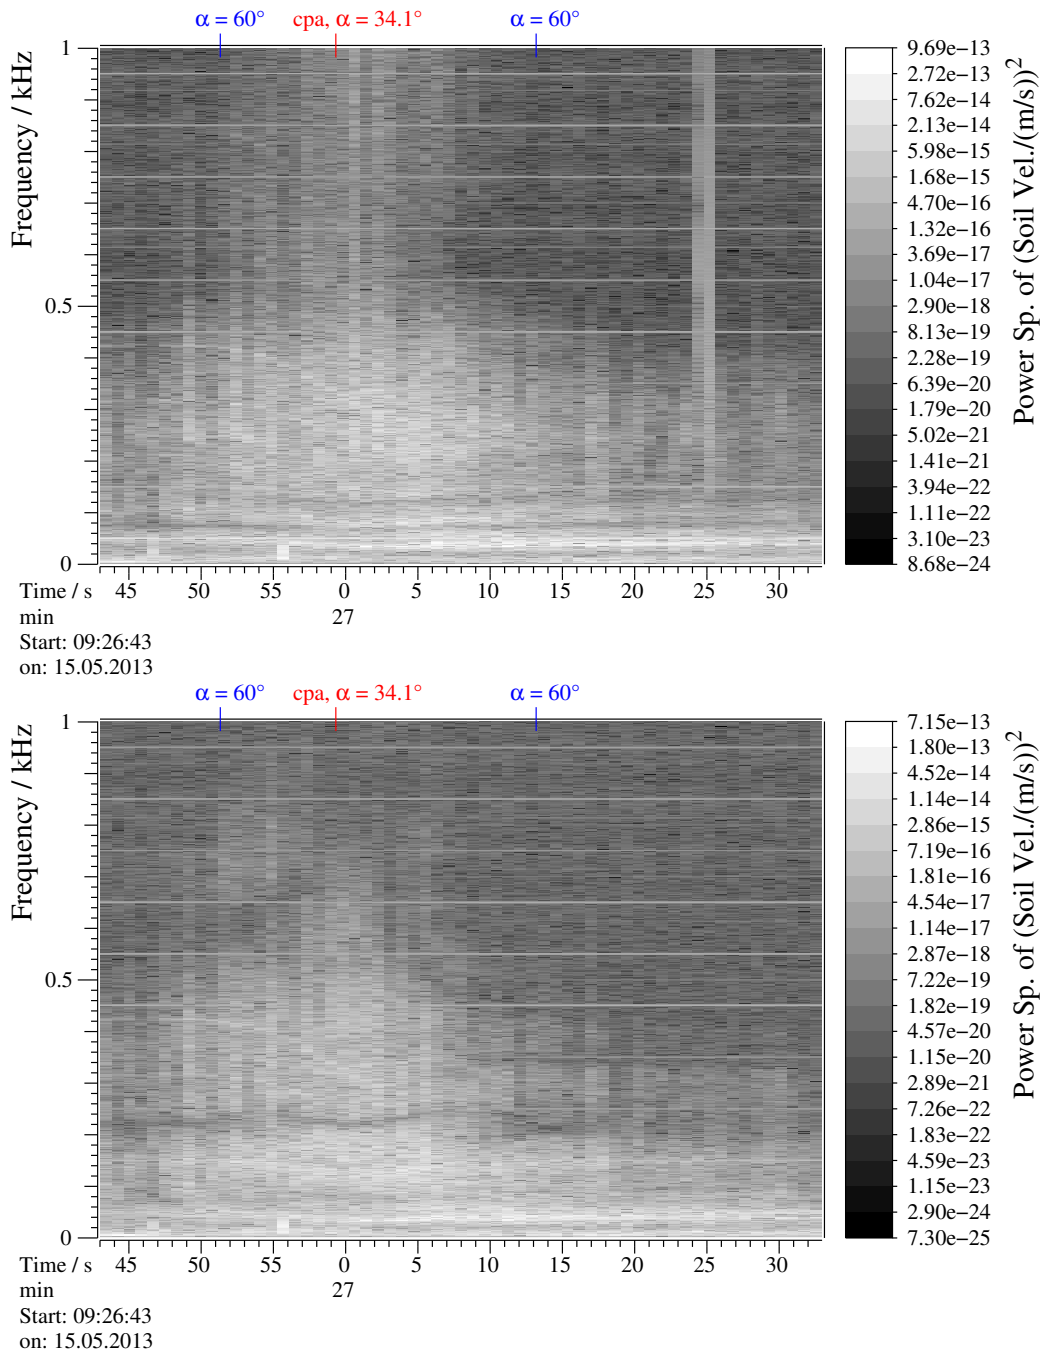 α = 60° cpa, α = 34.1° α = 60°
Frequency / kHz
1
0.5
0
9.69e−13
2.72e−13
7.62e−14
2.13e−14
5.98e−15
1.68e−15
4.70e−16
1.32e−16
3.69e−17
1.04e−17
2.90e−18
8.13e−19
2.28e−19
6.39e−20
1.79e−20
5.02e−21
1.41e−21
3.94e−22
1.11e−22
3.10e−23
8.68e−24
Power Sp. of (Soil Vel./(m/s))²
Time / s 45 50 55 0 5 10 15 20 25 30
min 27
Start: 09:26:43
on: 15.05.2013
α = 60° cpa, α = 34.1° α = 60°
Frequency / kHz
1
0.5
0
7.15e−13
1.80e−13
4.52e−14
1.14e−14
2.86e−15
7.19e−16
1.81e−16
4.54e−17
1.14e−17
2.87e−18
7.22e−19
1.82e−19
4.57e−20
1.15e−20
2.89e−21
7.26e−22
1.83e−22
4.59e−23
1.15e−23
2.90e−24
7.30e−25
Power Sp. of (Soil Vel./(m/s))²
Time / s 45 50 55 0 5 10 15 20 25 30
min 27
Start: 09:26:43
on: 15.05.2013